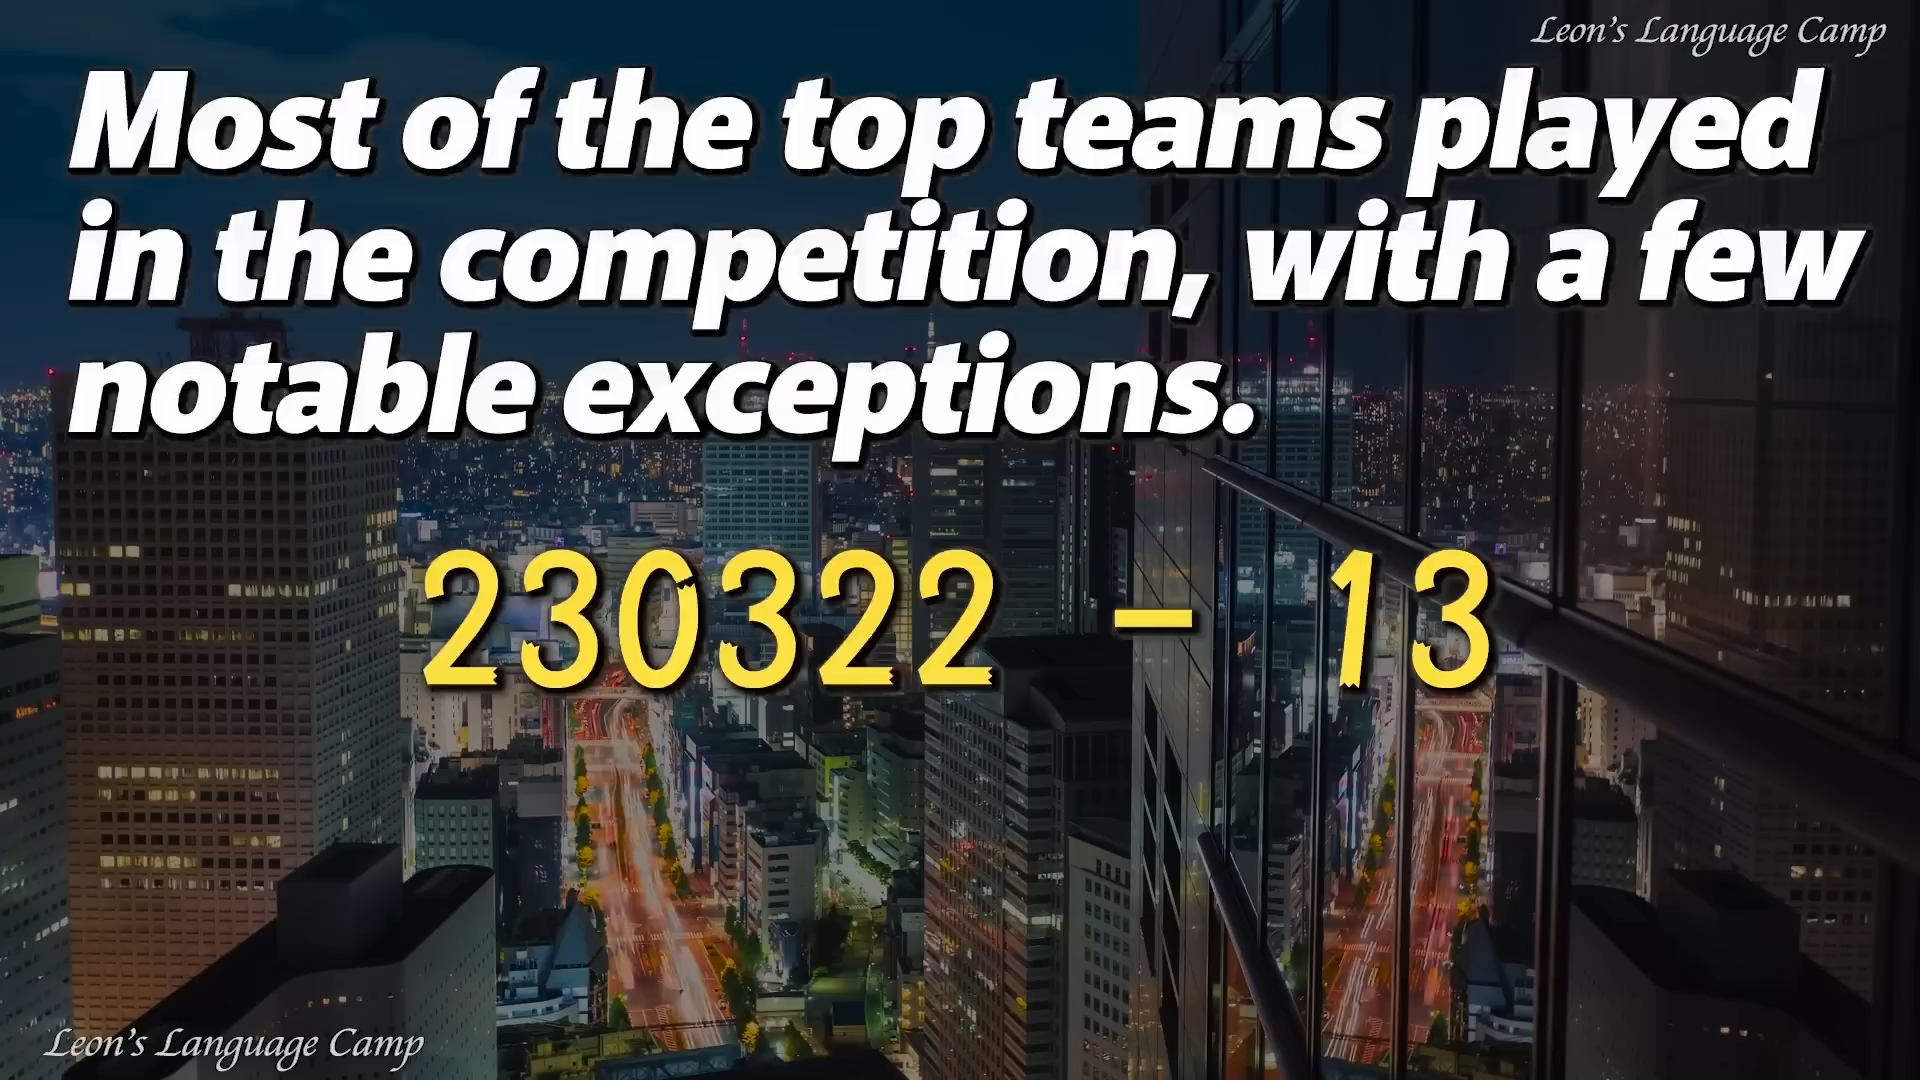 Leon's Language Camp
Most of the top teams played
in the competition, with a few
notable exceptions.
230322 - 13
Leon's Language Camp